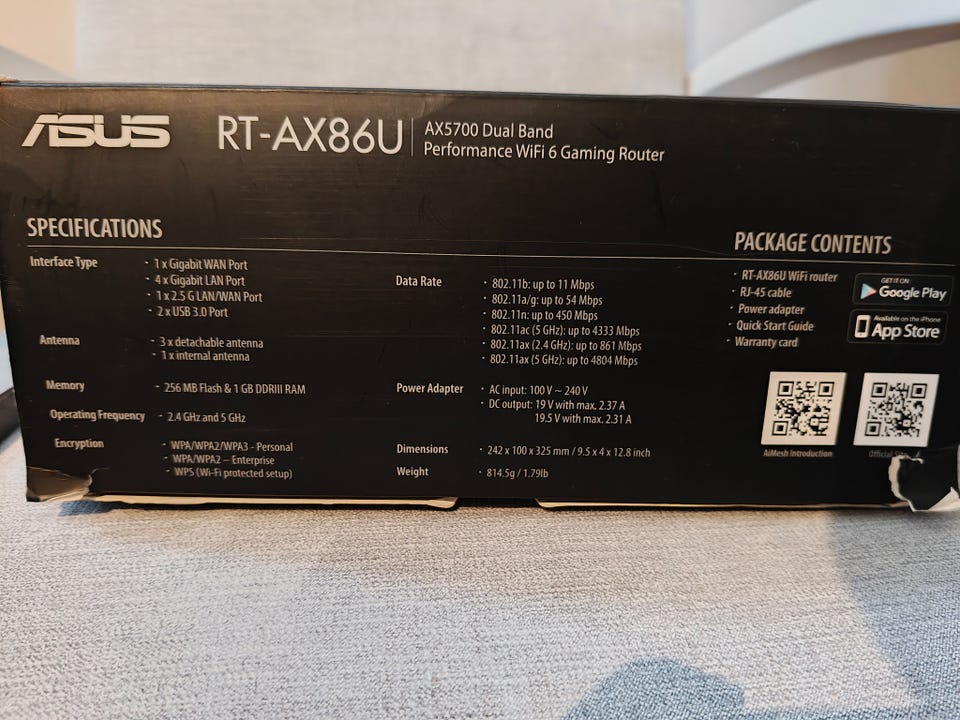 ASUS
RT-AX86U
AX5700 Dual Band
Performance WiFi 6 Gaming Router
SPECIFICATIONS
Interface Type
· 1 x Gigabit WAN Port
· 4 x Gigabit LAN Port
· 1 x 2.5 G LAN/WAN Port
· 2 x USB 3.0 Port
Antenna
· 3 x detachable antenna
· 1 x internal antenna
Memory
· 256 MB Flash & 1 GB DDRIII RAM
Operating Frequency
· 2.4 GHz and 5 GHz
Encryption
· WPA/WPA2/WPA3 - Personal
· WPA/WPA2 – Enterprise
· WPS (Wi-Fi protected setup)
Data Rate
· 802.11b: up to 11 Mbps
· 802.11a/g: up to 54 Mbps
· 802.11n: up to 450 Mbps
· 802.11ac (5 GHz): up to 4333 Mbps
· 802.11ax (2.4 GHz): up to 861 Mbps
· 802.11ax (5 GHz): up to 4804 Mbps
Power Adapter
· AC input: 100 V ~ 240 V
· DC output: 19 V with max. 2.37 A
19.5 V with max. 2.31 A
Dimensions
· 242 x 100 x 325 mm / 9.5 x 4 x 12.8 inch
Weight
· 814.5g / 1.79lb
PACKAGE CONTENTS
· RT-AX86U WiFi router
· RJ-45 cable
· Power adapter
· Quick Start Guide
· Warranty card
GET IT ON
Google Play
Available on the iPhone
App Store
AiMesh Introduction
Official